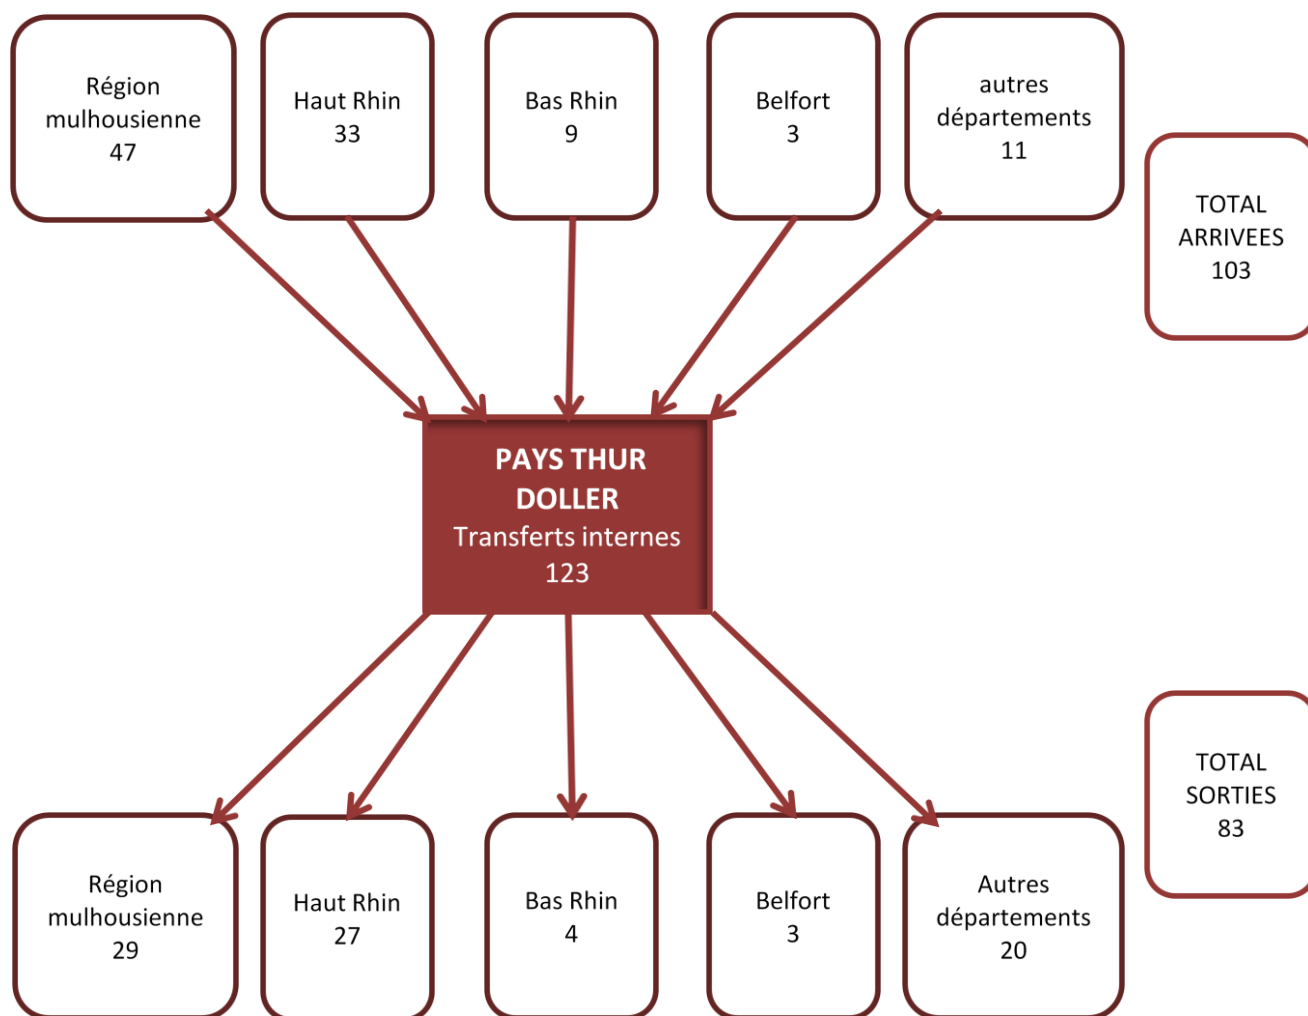 Région
mulhousienne
47
Haut Rhin
33
Bas Rhin
9
Belfort
3
autres
départements
11
TOTAL
ARRIVEES
103
PAYS THUR
DOLLER
Transferts internes
123
TOTAL
SORTIES
83
Région
mulhousienne
29
Haut Rhin
27
Bas Rhin
4
Belfort
3
Autres
départements
20